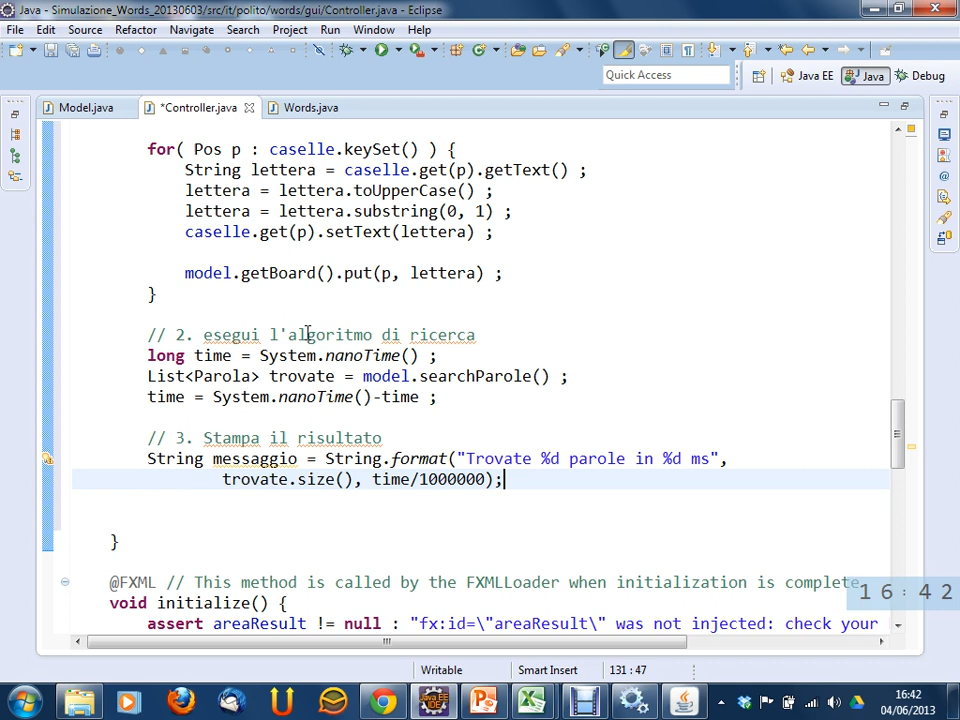 Java - Simulazione_Words_20130603/src/it/polito/words/gui/Controller.java - Eclipse
File Edit Source Refactor Navigate Search Project Run Window Help
Quick Access
Java EE Java Debug
Model.java *Controller.java Words.java
for( Pos p : caselle.keySet() ) {
String lettera = caselle.get(p).getText() ;
lettera = lettera.toUpperCase() ;
lettera = lettera.substring(0, 1) ;
caselle.get(p).setText(lettera) ;
model.getBoard().put(p, lettera) ;
}
// 2. esegui l'algoritmo di ricerca
long time = System.nanoTime() ;
List<Parola> trovate = model.searchParole() ;
time = System.nanoTime()-time ;
// 3. Stampa il risultato
String messaggio = String.format("Trovate %d parole in %d ms",
trovate.size(), time/1000000);
}
@FXML // This method is called by the FXMLLoader when initialization is complete
void initialize() {
assert areaResult != null : "fx:id=\"areaResult\" was not injected: check your
16:42
Writable Smart Insert 131 : 47
16:42
04/06/2013